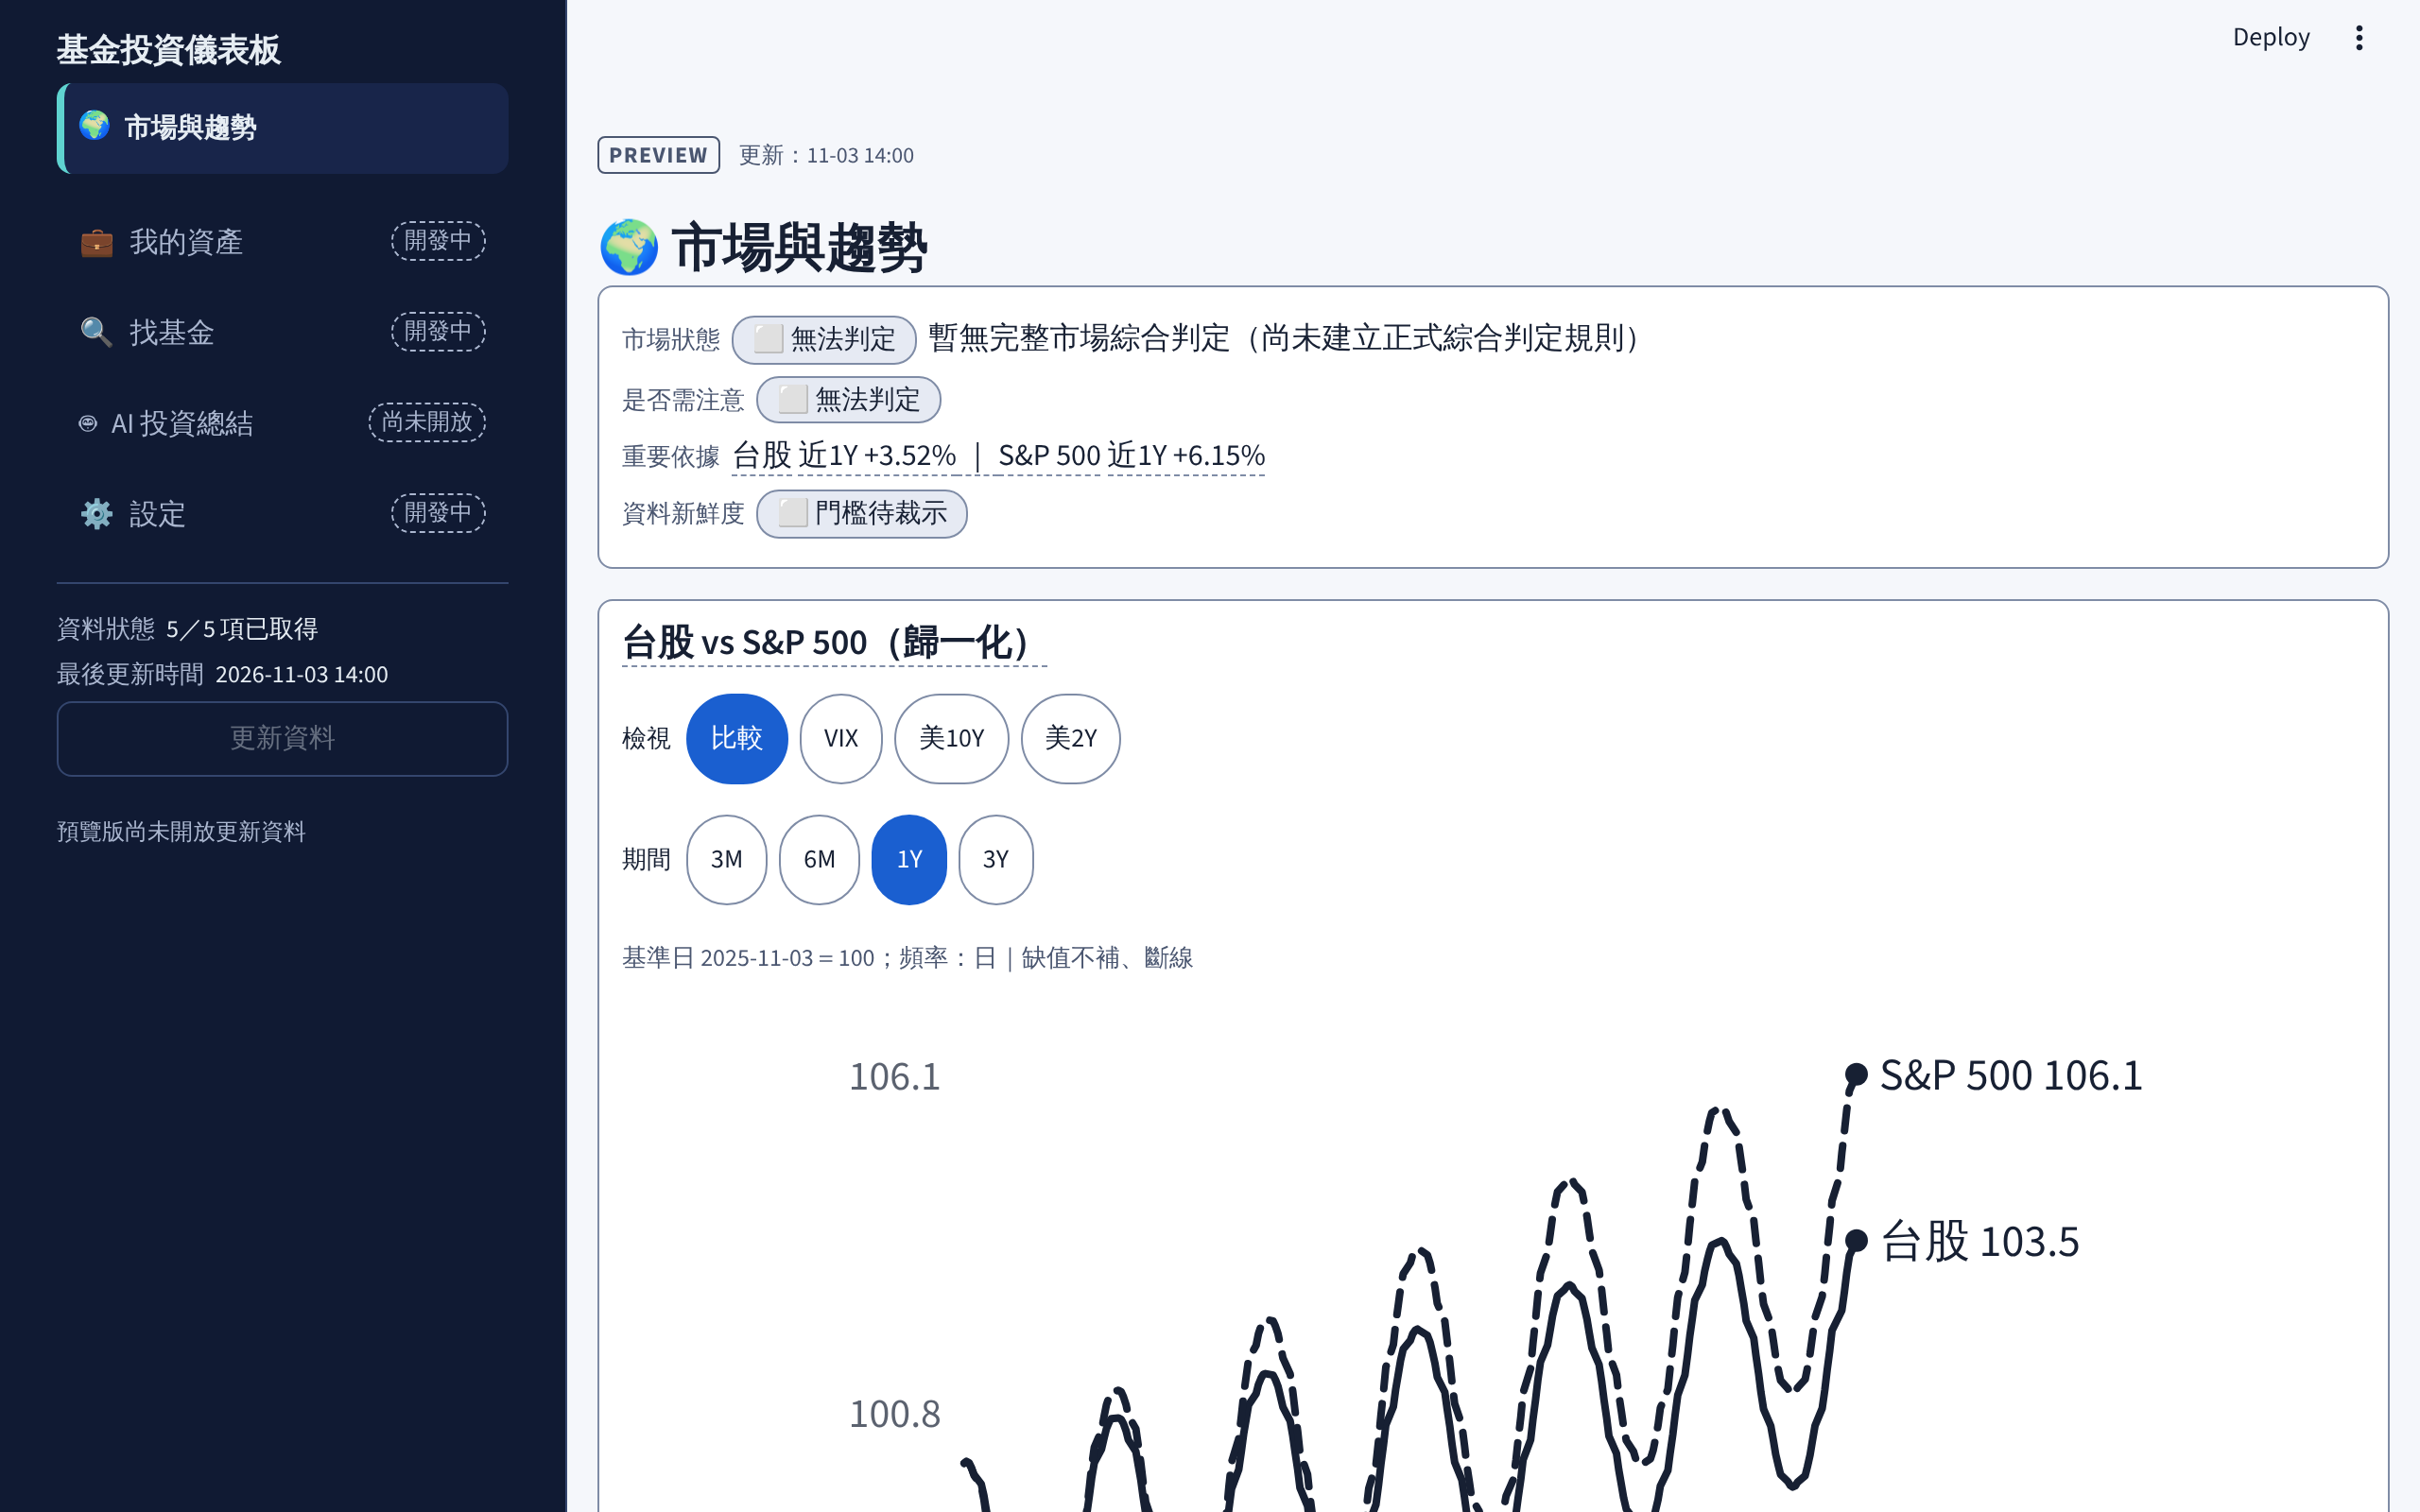 基金投資儀表板
市場與趨勢
我的資產 開發中
找基金 開發中
AI 投資總結 尚未開放
設定 開發中
資料狀態 5／5 項已取得
最後更新時間 2026-11-03 14:00
更新資料
預覽版尚未開放更新資料
Deploy
PREVIEW 更新：11-03 14:00
市場與趨勢
市場狀態 無法判定 暫無完整市場綜合判定（尚未建立正式綜合判定規則）
是否需注意 無法判定
重要依據 台股 近1Y +3.52% ｜ S&P 500 近1Y +6.15%
資料新鮮度 門檻待裁示
台股 vs S&P 500（歸一化）
檢視 比較 VIX 美10Y 美2Y
期間 3M 6M 1Y 3Y
基準日 2025-11-03＝100；頻率：日｜缺值不補、斷線
106.1 S&P 500 106.1
台股 103.5
100.8